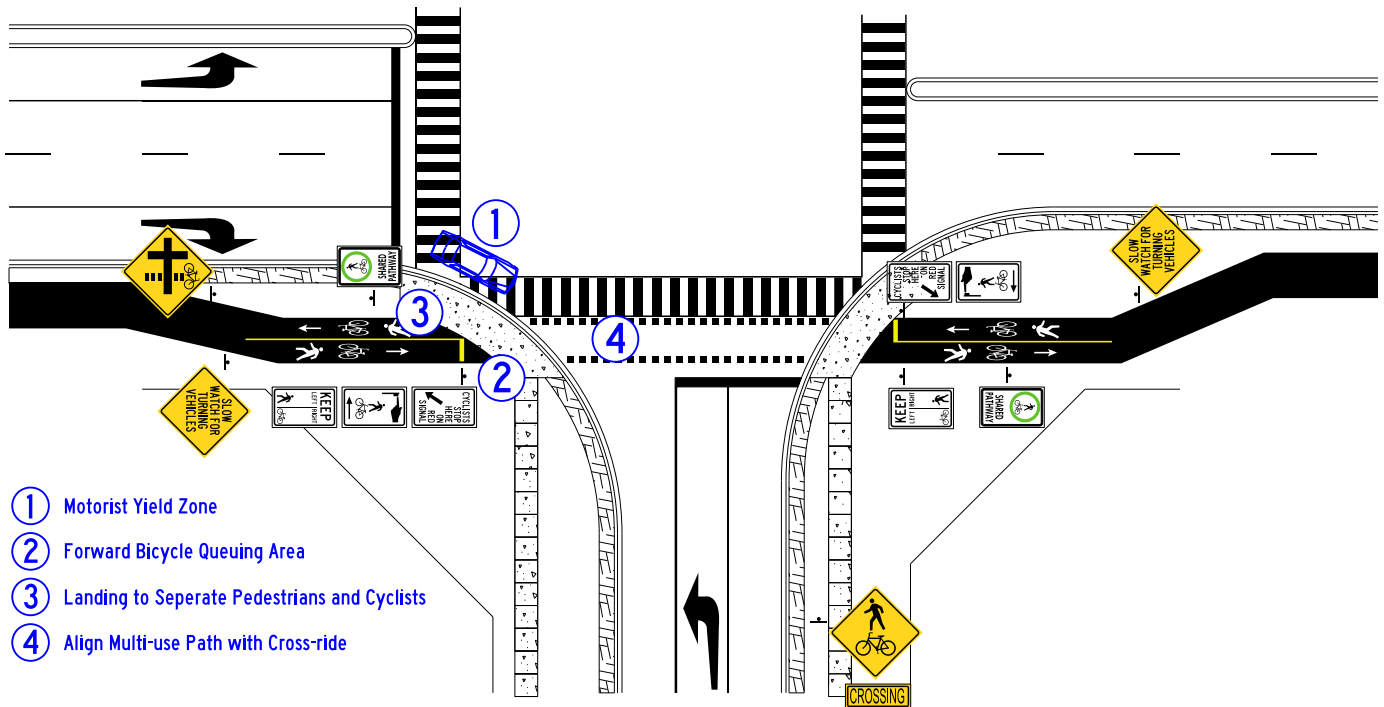 1
SHARED
PATHWAY
CYCLISTS
STOP
HERE
ON
RED
SIGNAL
SLOW
WATCH FOR
TURNING
VEHICLES
3
4
2
SLOW
WATCH FOR
TURNING
VEHICLES
KEEP
LEFT RIGHT
CYCLISTS
STOP
HERE
ON
RED
SIGNAL
KEEP
LEFT RIGHT
SHARED
PATHWAY
1 Motorist Yield Zone
2 Forward Bicycle Queuing Area
3 Landing to Seperate Pedestrians and Cyclists
4 Align Multi-use Path with Cross-ride
CROSSING